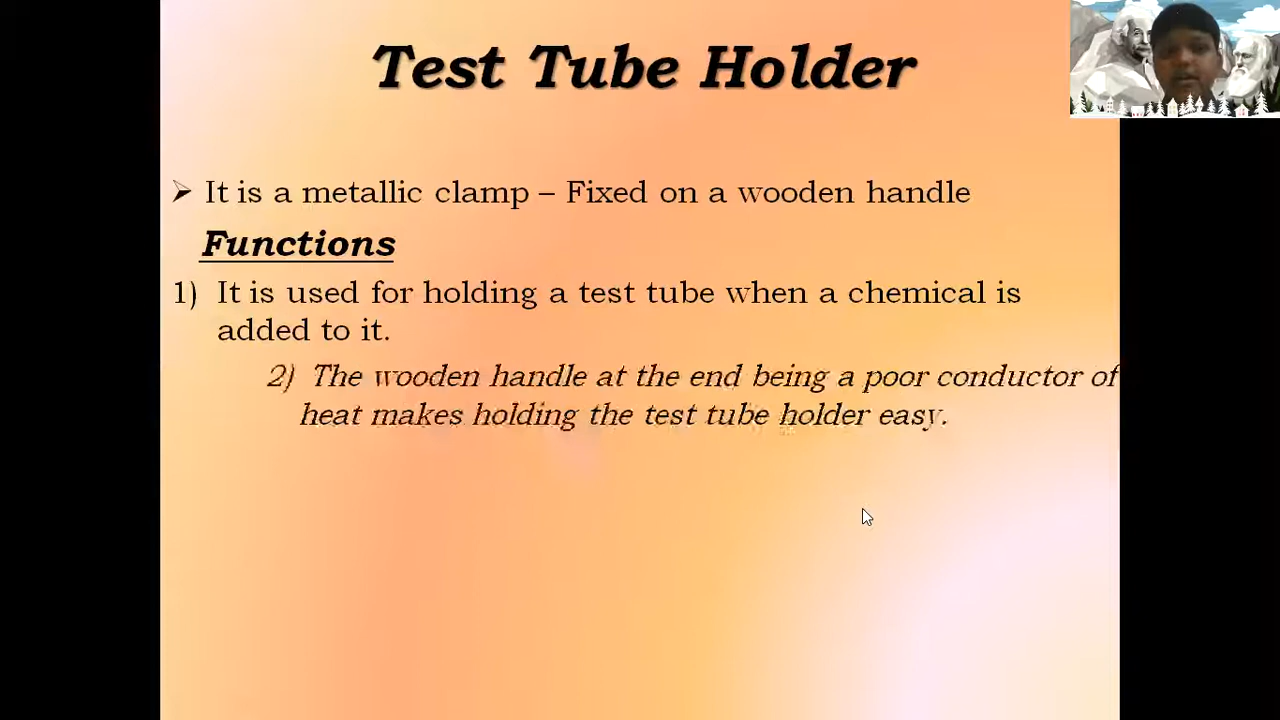 Test Tube Holder
➢ It is a metallic clamp – Fixed on a wooden handle
Functions
1) It is used for holding a test tube when a chemical is
added to it.
2) The wooden handle at the end being a poor conductor of
heat makes holding the test tube holder easy.